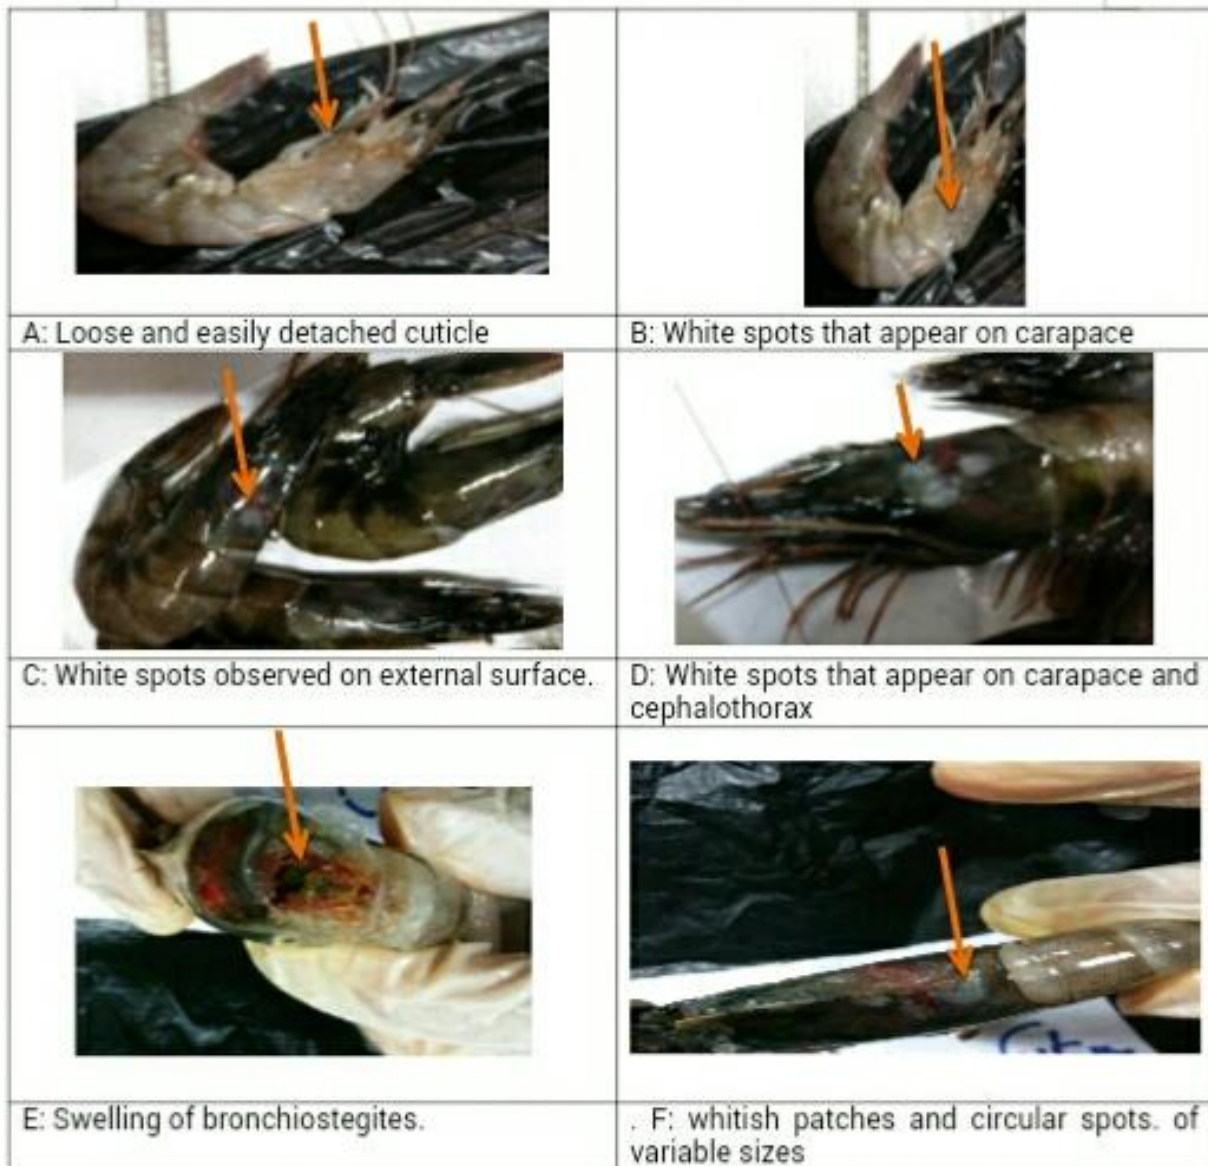 A: Loose and easily detached cuticle
B: White spots that appear on carapace
C: White spots observed on external surface.
D: White spots that appear on carapace and
cephalothorax
E: Swelling of bronchiostegites.
. F: whitish patches and circular spots. of
variable sizes